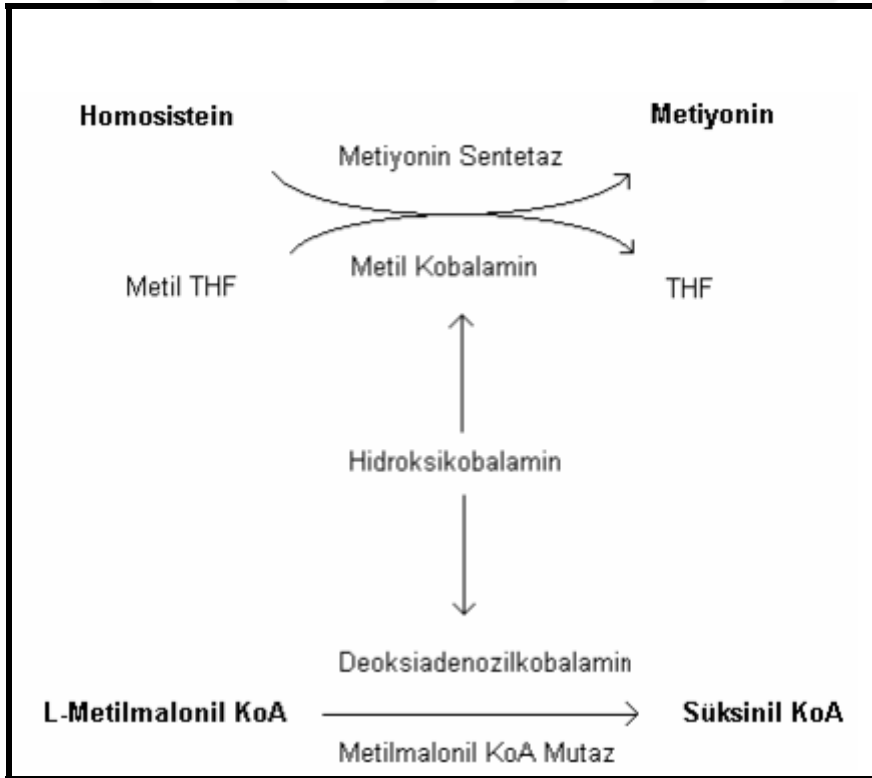 Homosistein
Metiyonin
Metiyonin Sentetaz
Metil THF
Metil Kobalamin
THF
Hidroksikobalamin
Deoksiadenozilkobalamin
L-Metilmalonil KoA
Süksinil KoA
Metilmalonil KoA Mutaz